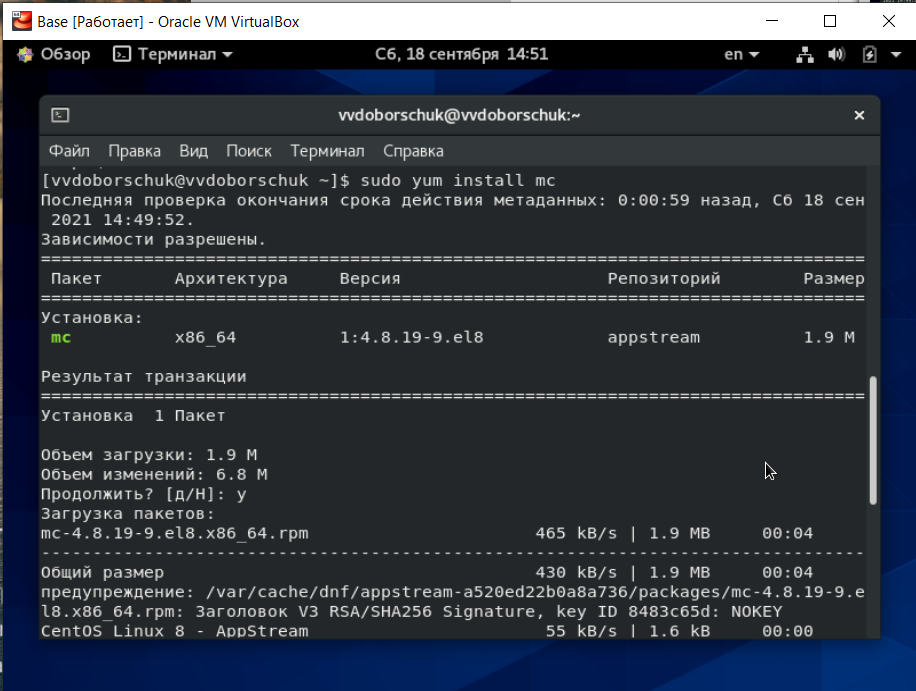 Base [Работает] - Oracle VM VirtualBox
Обзор Терминал Сб, 18 сентября 14:51 en
vvdoborschuk@vvdoborschuk:~
Файл Правка Вид Поиск Терминал Справка
[vvdoborschuk@vvdoborschuk ~]$ sudo yum install mc
Последняя проверка окончания срока действия метаданных: 0:00:59 назад, Сб 18 сен
2021 14:49:52.
Зависимости разрешены.
================================================================================
Пакет Архитектура Версия Репозиторий Размер
================================================================================
Установка:
mc x86_64 1:4.8.19-9.el8 appstream 1.9 M
Результат транзакции
================================================================================
Установка 1 Пакет
Объем загрузки: 1.9 M
Объем изменений: 6.8 M
Продолжить? [д/Н]: y
Загрузка пакетов:
mc-4.8.19-9.el8.x86_64.rpm 465 kB/s | 1.9 MB 00:04
--------------------------------------------------------------------------------
Общий размер 430 kB/s | 1.9 MB 00:04
предупреждение: /var/cache/dnf/appstream-a520ed22b0a8a736/packages/mc-4.8.19-9.e
l8.x86_64.rpm: Заголовок V3 RSA/SHA256 Signature, key ID 8483c65d: NOKEY
CentOS Linux 8 - AppStream 55 kB/s | 1.6 kB 00:00